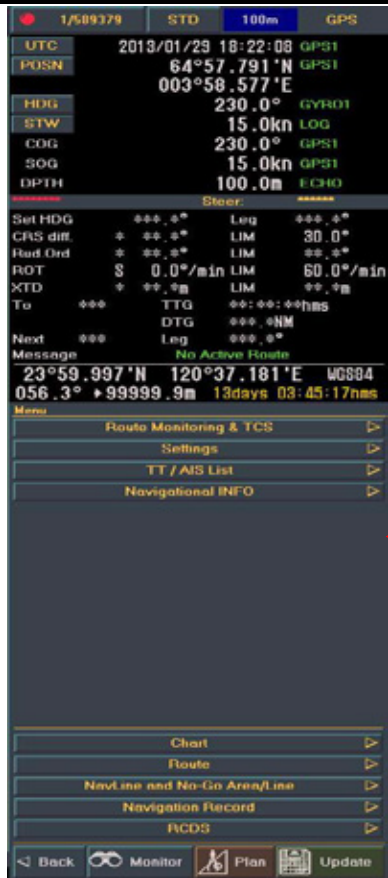 1/589379 STD 100m GPS
UTC 2013/01/29 18:22:08 GPS1
POSN 64°57.791'N GPS1
003°58.577'E
HDG 230.0° GYRO1
STW 15.0kn LOG
COG 230.0° GPS1
SOG 15.0kn GPS1
DPTH 100.0m ECHO
******** Steer: ******
Set HDG ***.*° Leg ***.*°
CRS diff. * **.*° LIM 30.0°
Rud.Ord * **.*° LIM **.*°
ROT S 0.0°/min LIM 60.0°/min
XTD * **.*m LIM **.*m
To *** TTG **:**:**hms
DTG ***.*NM
Next *** Leg ***.*°
Message No Active Route
23°59.997'N 120°37.181'E WGS84
056.3° ▸99999.9m 13days 03:45:17hms
Menu
Route Monitoring & TCS
Settings
TT / AIS List
Navigational INFO
Chart
Route
NavLine and No-Go Area/Line
Navigation Record
RCDS
Back Monitor Plan Update